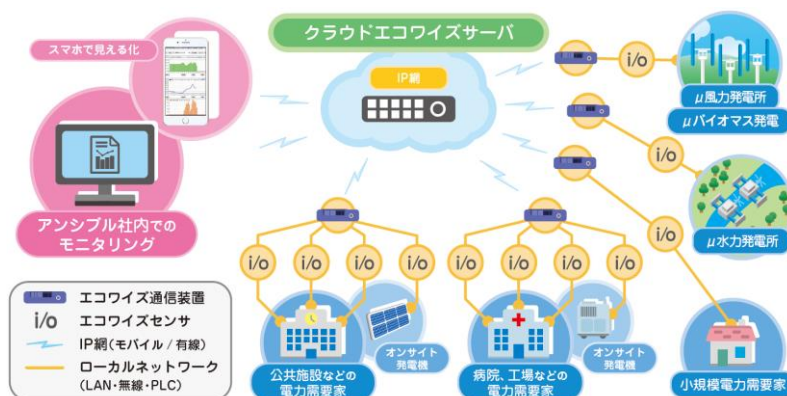 スマホで見える化
クラウドエコワイズサーバ
IP網
アンシブル社内での
モニタリング
i/o
i/o
i/o
μ風力発電所
μバイオマス発電
μ水力発電所
小規模電力需要家
i/o
i/o
i/o
i/o
公共施設などの
電力需要家
オンサイト
発電機
i/o
i/o
i/o
i/o
病院、工場などの
電力需要家
オンサイト
発電機
エコワイズ通信装置
i/o
エコワイズセンサ
IP網(モバイル / 有線)
ローカルネットワーク
(LAN・無線・PLC)